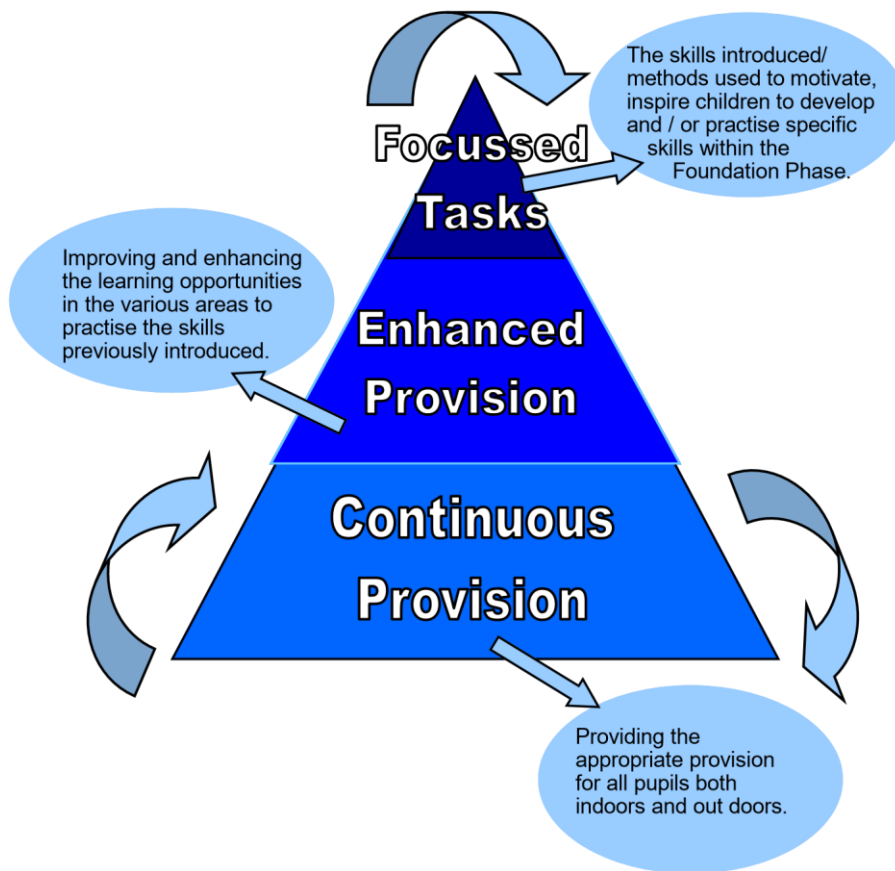 The skills introduced/
methods used to motivate,
inspire children to develop
and / or practise specific
skills within the
Foundation Phase.
Focussed
Tasks
Improving and enhancing
the learning opportunities
in the various areas to
practise the skills
previously introduced.
Enhanced
Provision
Continuous
Provision
Providing the
appropriate provision
for all pupils both
indoors and out doors.